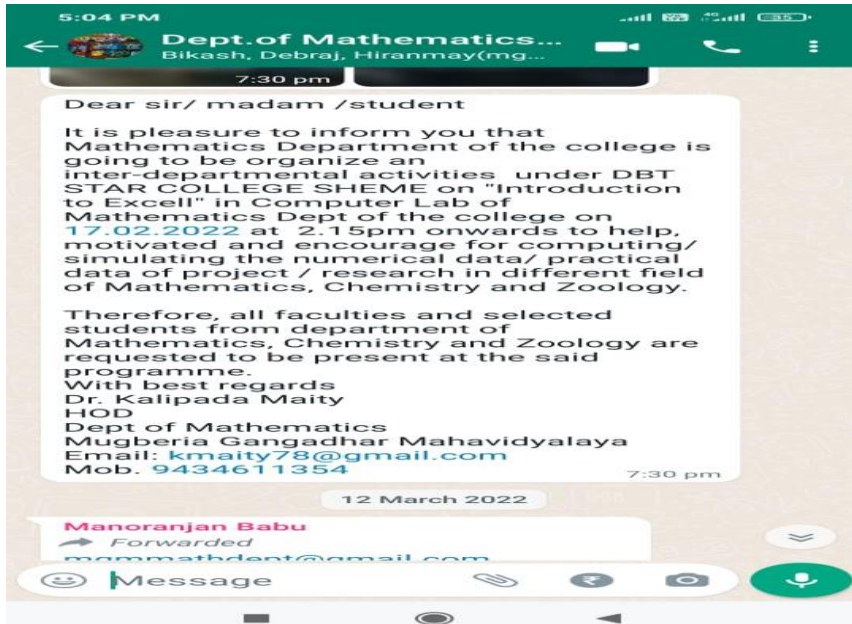 5:04 PM
35
Dept.of Mathematics...
Bikash, Debraj, Hiranmay(mg...
7:30 pm
Dear sir/ madam /student
It is pleasure to inform you that
Mathematics Department of the college is
going to be organize an
inter-departmental activities under DBT
STAR COLLEGE SHEME on "Introduction
to Excell" in Computer Lab of
Mathematics Dept of the college on
17.02.2022 at 2.15pm onwards to help,
motivated and encourage for computing/
simulating the numerical data/ practical
data of project / research in different field
of Mathematics, Chemistry and Zoology.
Therefore, all faculties and selected
students from department of
Mathematics, Chemistry and Zoology are
requested to be present at the said
programme.
With best regards
Dr. Kalipada Maity
HOD
Dept of Mathematics
Mugberia Gangadhar Mahavidyalaya
Email: kmaity78@gmail.com
Mob. 9434611354
7:30 pm
12 March 2022
Manoranjan Babu
Forwarded
mgmmathdept@gmail.com
Message